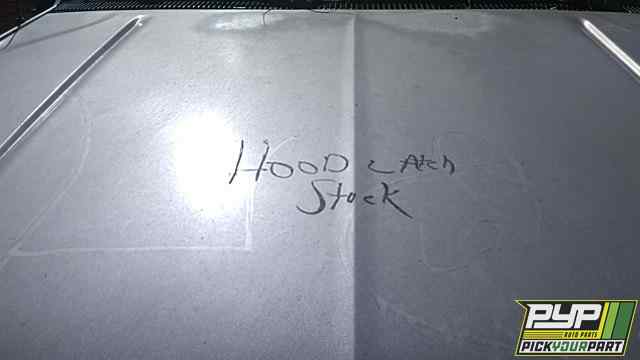 HOOD LAtch
Stock
PYP
AUTO PARTS
PICKYOURPART